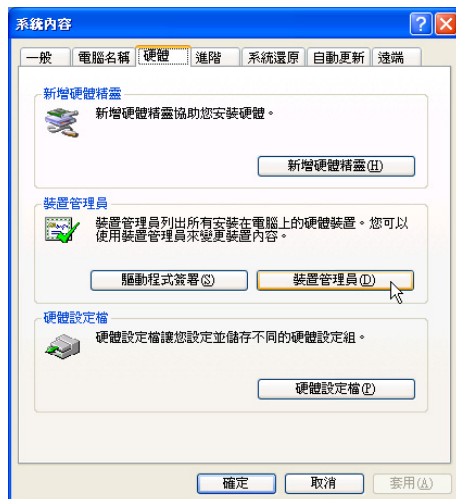 系統內容
一般 電腦名稱 硬體 進階 系統還原 自動更新 遠端
新增硬體精靈
新增硬體精靈協助您安裝硬體。
新增硬體精靈(H)
裝置管理員
裝置管理員列出所有安裝在電腦上的硬體裝置。您可以
使用裝置管理員來變更裝置內容。
驅動程式簽署(S) 裝置管理員(D)
硬體設定檔
硬體設定檔讓您設定並儲存不同的硬體設定組。
硬體設定檔(P)
確定 取消 套用(A)